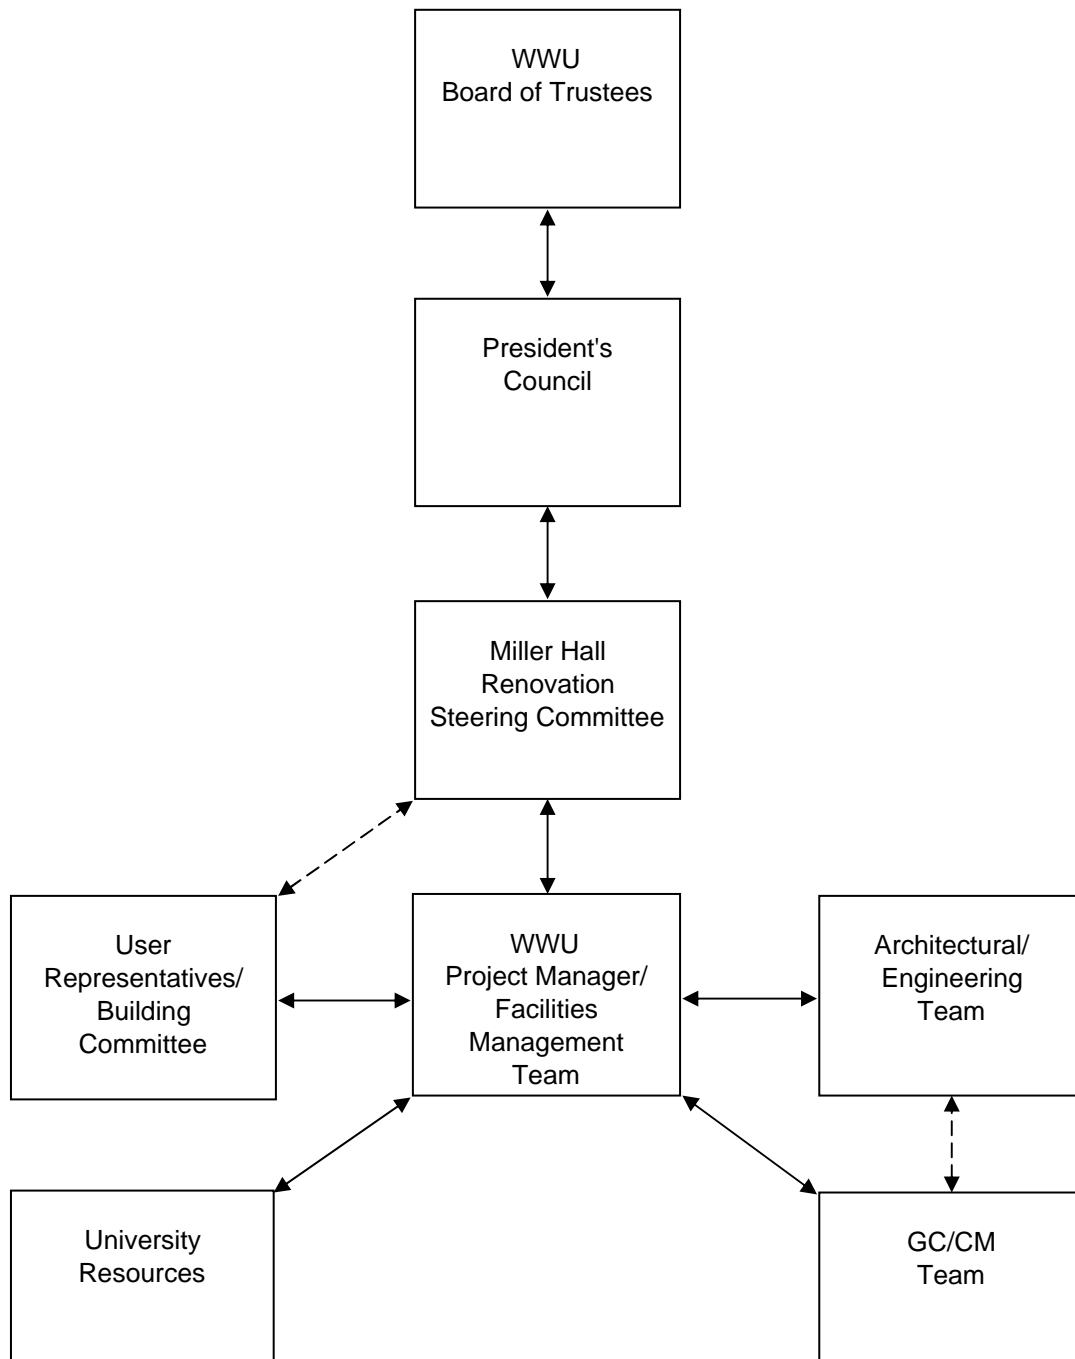 WWU
Board of Trustees
President's
Council
Miller Hall
Renovation
Steering Committee
User
Representatives/
Building
Committee
WWU
Project Manager/
Facilities
Management
Team
Architectural/
Engineering
Team
University
Resources
GC/CM
Team